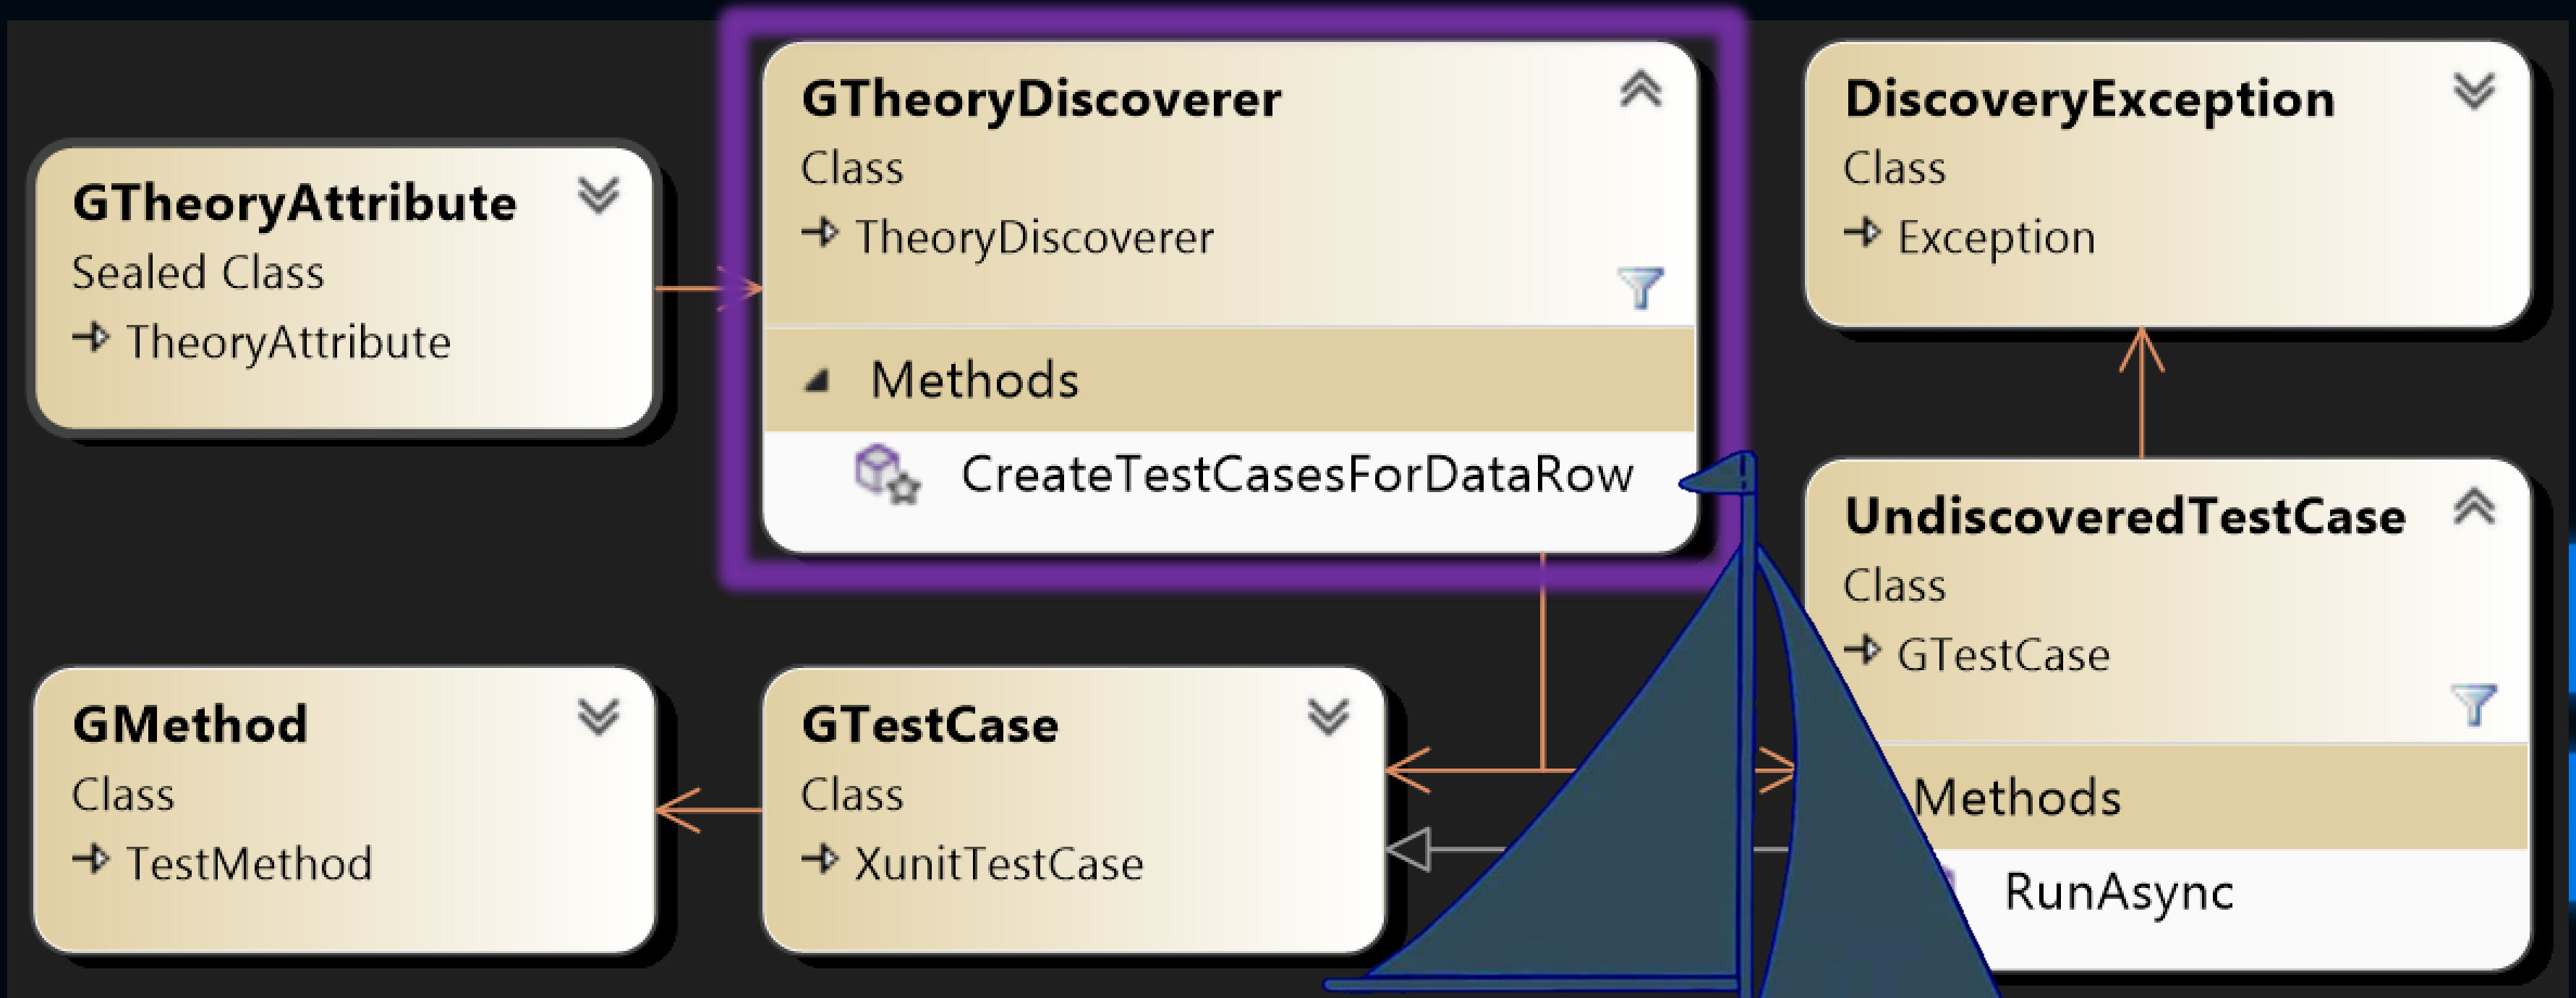 GTheoryAttribute
Sealed Class
TheoryAttribute
GTheoryDiscoverer
Class
TheoryDiscoverer
Methods
CreateTestCasesForDataRow
DiscoveryException
Class
Exception
GMethod
Class
TestMethod
GTestCase
Class
XunitTestCase
UndiscoveredTestCase
Class
GTestCase
Methods
RunAsync